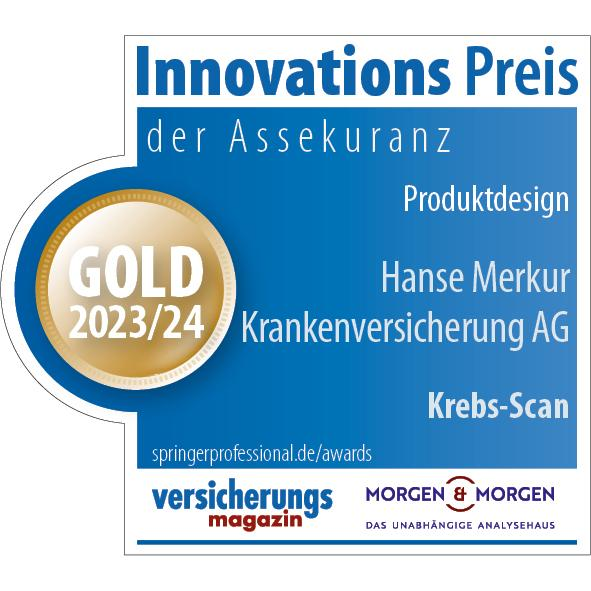 Innovations Preis
der Assekuranz
Produktdesign
GOLD
2023/24
Hanse Merkur
Krankenversicherung AG
Krebs-Scan
springerprofessional.de/awards
versicherungs
magazin
MORGEN & MORGEN
DAS UNABHÄNGIGE ANALYSEHAUS